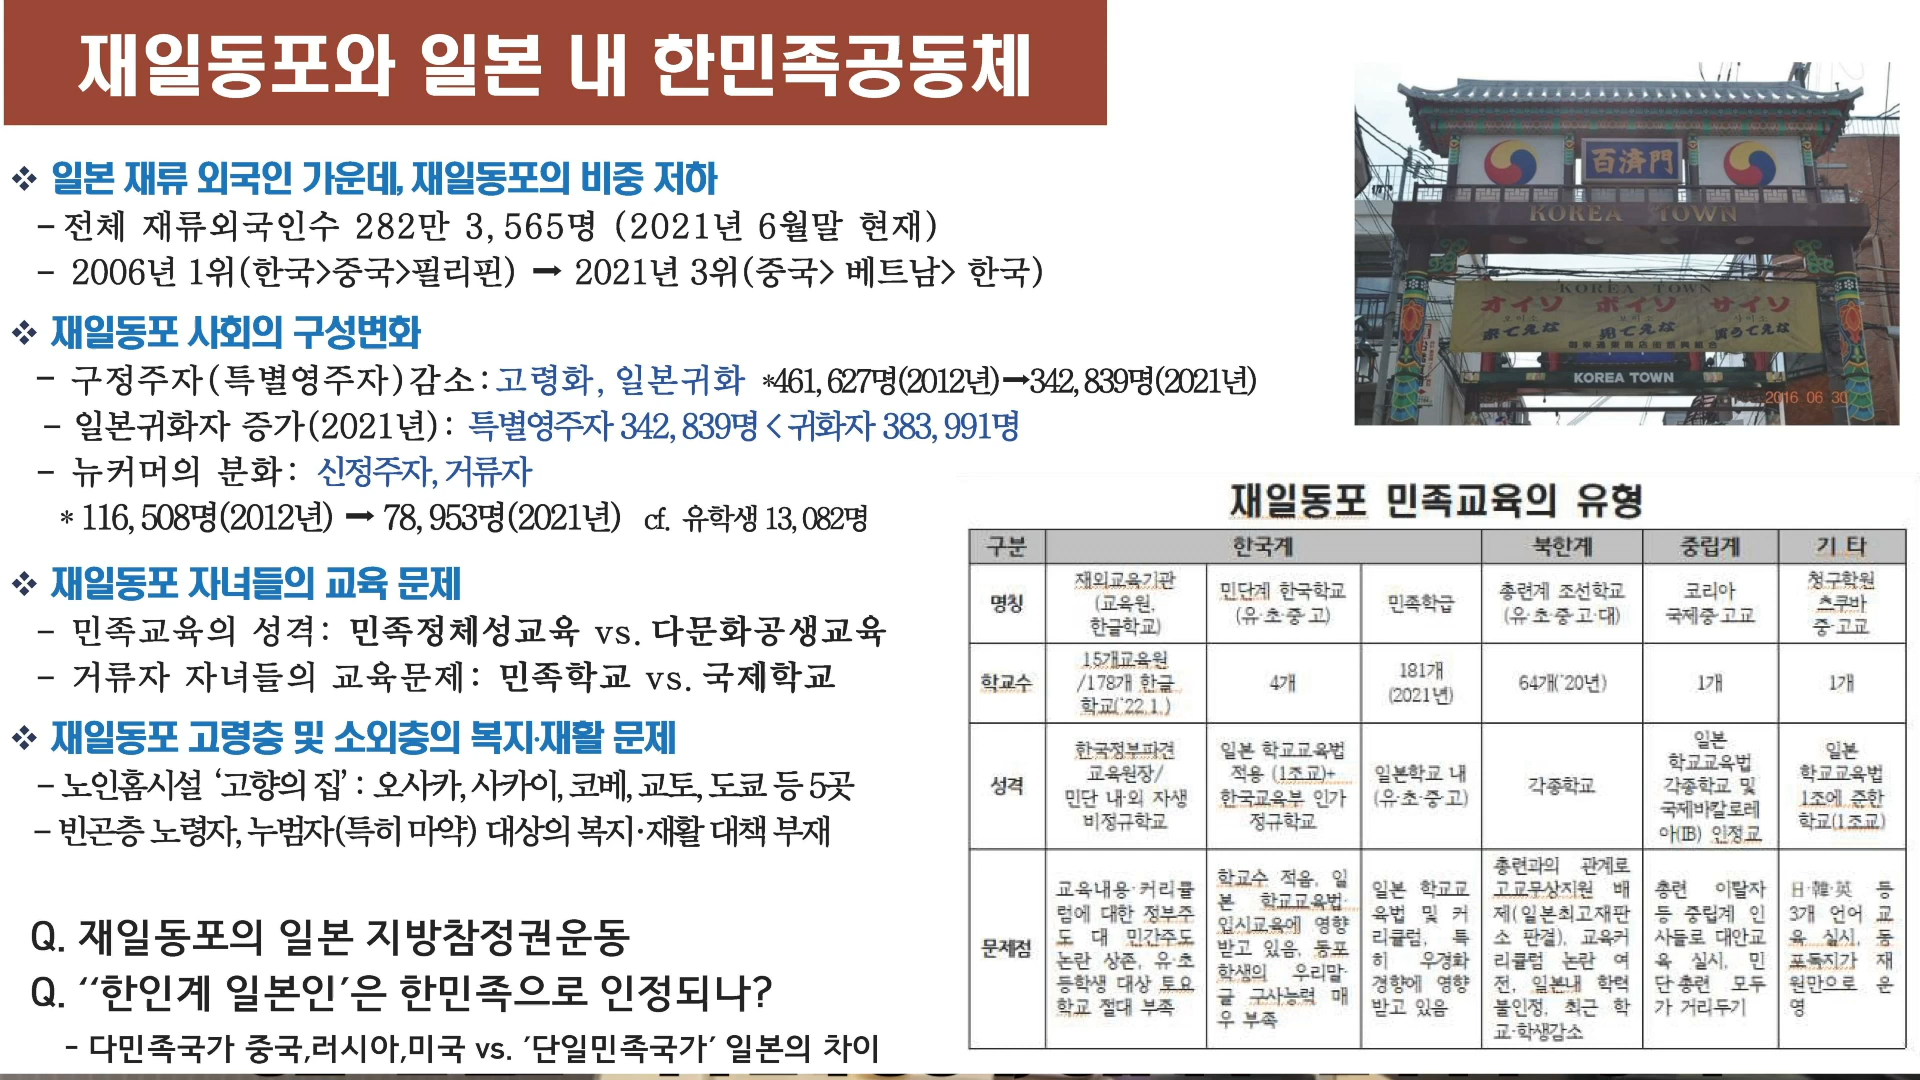 재일동포와 일본 내 한민족공동체
❖ 일본 재류 외국인 가운데, 재일동포의 비중 저하
– 전체 재류외국인수 282만 3,565명 (2021년 6월말 현재)
– 2006년 1위(한국>중국>필리핀) ➡ 2021년 3위(중국> 베트남> 한국)
❖ 재일동포 사회의 구성변화
– 구정주자(특별영주자)감소:고령화, 일본귀화 *461,627명(2012년)➡342,839명(2021년)
– 일본귀화자 증가(2021년): 특별영주자 342,839명 < 귀화자 383,991명
– 뉴커머의 분화: 신정주자, 거류자
* 116,508명(2012년) ➡ 78,953명(2021년) cf. 유학생 13,082명
❖ 재일동포 자녀들의 교육 문제
– 민족교육의 성격: 민족정체성교육 vs. 다문화공생교육
– 거류자 자녀들의 교육문제: 민족학교 vs. 국제학교
❖ 재일동포 고령층 및 소외층의 복지·재활 문제
– 노인홈시설 ‘고향의 집’ : 오사카, 사카이, 코베, 교토, 도쿄 등 5곳
– 빈곤층 노령자, 누범자(특히 마약) 대상의 복지·재활 대책 부재
Q. 재일동포의 일본 지방참정권운동
Q. ‘‘한인계 일본인’은 한민족으로 인정되나?
- 다민족국가 중국,러시아,미국 vs. ‘단일민족국가’ 일본의 차이
百済門
KOREA TOWN
KOREA TOWN
オイソ ボイソ サイソ
오이소 보이소 사이소
来てえな 見てえな 買うてえな
御幸通東商店街振興組合
KOREA TOWN
2016 06 30
재일동포 민족교육의 유형
구분 한국계 북한계 중립계 기 타
명칭
재외교육기관
(교육원,
한글학교)
민단계 한국학교
(유·초·중·고)
민족학급
총련계 조선학교
(유·초·중·고·대)
코리아
국제중·고교
청구학원
츠쿠바
중·고교
학교수
15개교육원
/178개 한글
학교(‘22.1.)
4개
181개
(2021년)
64개(‘20년)
1개
1개
성격
한국정부파견
교육원장/
민단 내·외 자생
비정규학교
일본 학교교육법
적용 (1조교)+
한국교육부 인가
정규학교
일본학교 내
(유·초·중·고)
각종학교
일본
학교교육법
각종학교 및
국제바칼로레
아(IB) 인정교
일본
학교교육법
1조에 준한
학교(1조교)
문제점
교육내용·커리큘
럼에 대한 정부주
도 대 민간주도
논란 상존, 유·초
등학생 대상 토요
학교 절대 부족
학교수 적음, 일
본 학교교육법·
입시교육에 영향
받고 있음, 동포
학생의 우리말·
글 구사능력 매
우 부족
일본 학교교
육법 및 커
리큘럼, 특
히 우경화
경향에 영향
받고 있음
총련과의 관계로
고교무상지원 배
제(일본최고재판
소 판결), 교육커
리큘럼 논란 여
전, 일본내 학력
불인정, 최근 학
교·학생감소
총련 이탈자
등 중립계 인
사들로 대안교
육 실시, 민
단·총련 모두
가 거리두기
日·韓·英 등
3개 언어 교
육 실시, 동
포독지가 재
원만으로 운
영